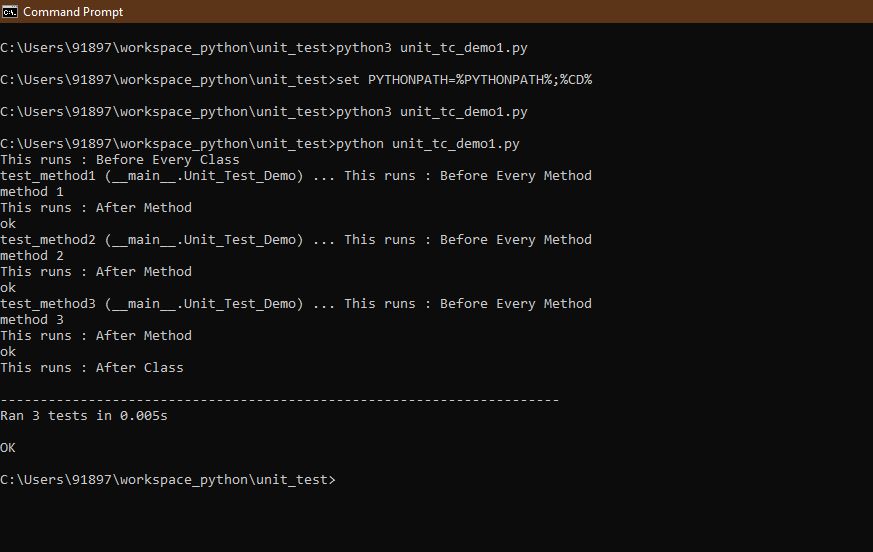 Command Prompt
C:\Users\91897\workspace_python\unit_test>python3 unit_tc_demo1.py
C:\Users\91897\workspace_python\unit_test>set PYTHONPATH=%PYTHONPATH%;%CD%
C:\Users\91897\workspace_python\unit_test>python3 unit_tc_demo1.py
C:\Users\91897\workspace_python\unit_test>python unit_tc_demo1.py
This runs : Before Every Class
test_method1 (__main__.Unit_Test_Demo) ... This runs : Before Every Method
method 1
This runs : After Method
ok
test_method2 (__main__.Unit_Test_Demo) ... This runs : Before Every Method
method 2
This runs : After Method
ok
test_method3 (__main__.Unit_Test_Demo) ... This runs : Before Every Method
method 3
This runs : After Method
ok
This runs : After Class
----------------------------------------------------------------------
Ran 3 tests in 0.005s
OK
C:\Users\91897\workspace_python\unit_test>